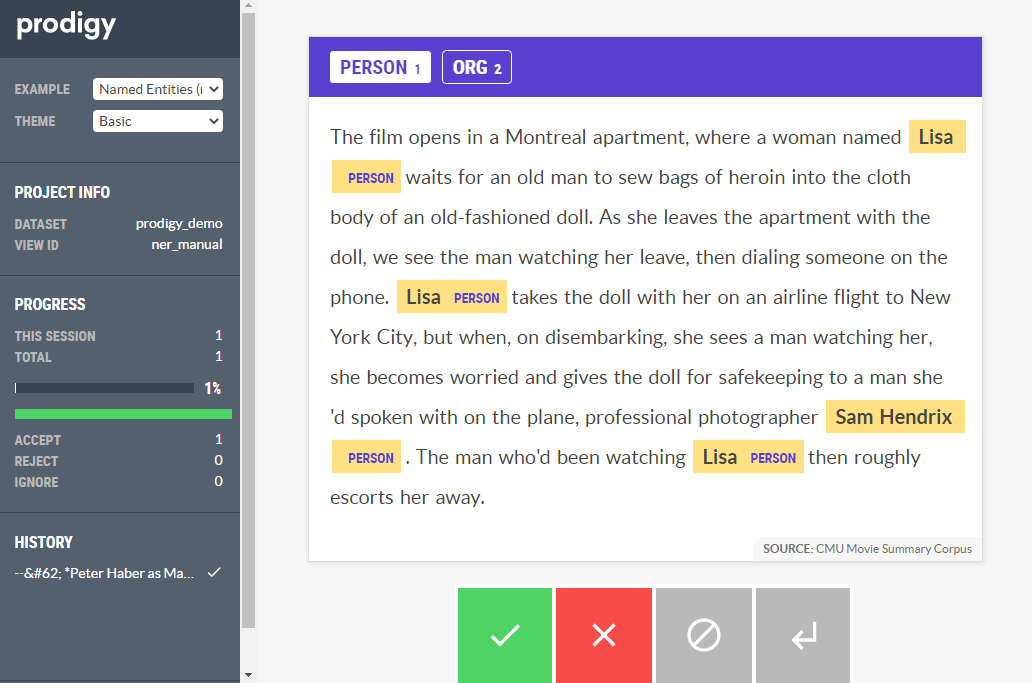 prodigy
EXAMPLE Named Entities (r
THEME Basic
PROJECT INFO
DATASET prodigy_demo
VIEW ID ner_manual
PROGRESS
THIS SESSION 1
TOTAL 1
1%
ACCEPT 1
REJECT 0
IGNORE 0
HISTORY
--&#62; *Peter Haber as Ma...
PERSON 1 ORG 2
The film opens in a Montreal apartment, where a woman named Lisa
PERSON waits for an old man to sew bags of heroin into the cloth
body of an old-fashioned doll. As she leaves the apartment with the
doll, we see the man watching her leave, then dialing someone on the
phone. Lisa PERSON takes the doll with her on an airline flight to New
York City, but when, on disembarking, she sees a man watching her,
she becomes worried and gives the doll for safekeeping to a man she
'd spoken with on the plane, professional photographer Sam Hendrix
PERSON . The man who'd been watching Lisa PERSON then roughly
escorts her away.
SOURCE: CMU Movie Summary Corpus